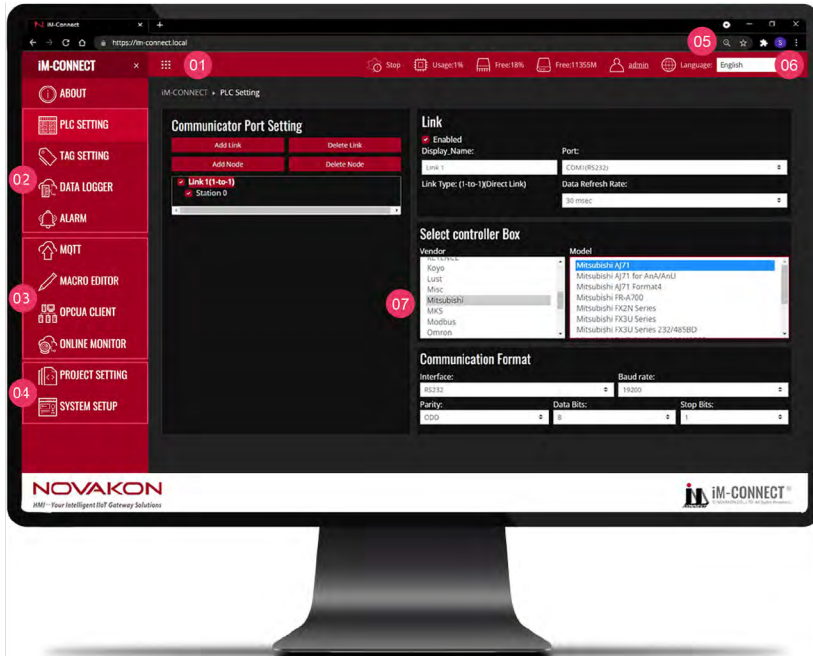 iM-Connect
https://im-connect.local
05
iM-CONNECT
01
Stop
Usage:1%
Free:18%
Free:11355M
admin
Language:
English
06
ABOUT
iM-CONNECT ▸ PLC Setting
PLC SETTING
TAG SETTING
02
DATA LOGGER
ALARM
MQTT
MACRO EDITOR
03
OPCUA CLIENT
ONLINE MONITOR
PROJECT SETTING
04
SYSTEM SETUP
Communicator Port Setting
Add Link
Delete Link
Add Node
Delete Node
Link 1(1-to-1)
Station 0
Link
Enabled
Display_Name:
Port:
Link 1
COM1(RS232)
Link Type: (1-to-1)(Direct Link)
Data Refresh Rate:
30 msec
Select controller Box
Vendor
Model
KEYENCE
Koyo
Lust
Misc
07
Mitsubishi
MKS
Modbus
Omron
Mitsubishi AJ71
Mitsubishi AJ71 for AnA/AnU
Mitsubishi AJ71 Format4
Mitsubishi FR-A700
Mitsubishi FX2N Series
Mitsubishi FX3U Series
Mitsubishi FX3U Series 232/485BD
Communication Format
Interface:
Baud rate:
RS232
19200
Parity:
Data Bits:
Stop Bits:
ODD
8
1
NOVAKON
HMI—Your Intelligent IIoT Gateway Solutions
iM-CONNECT®